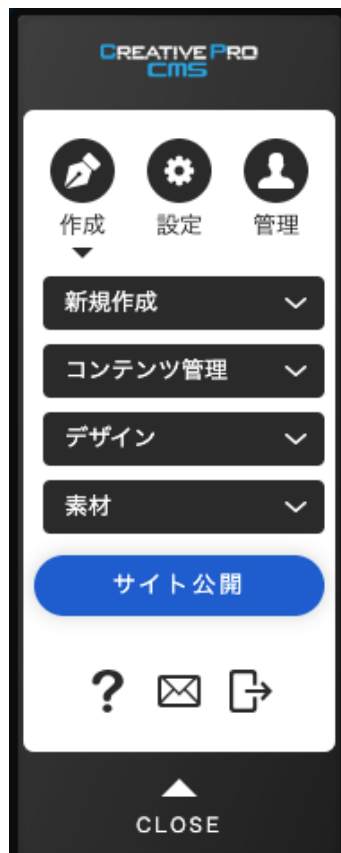 CREATIVE PRO
CMS
作成 設定 管理
新規作成
コンテンツ管理
デザイン
素材
サイト公開
?
CLOSE